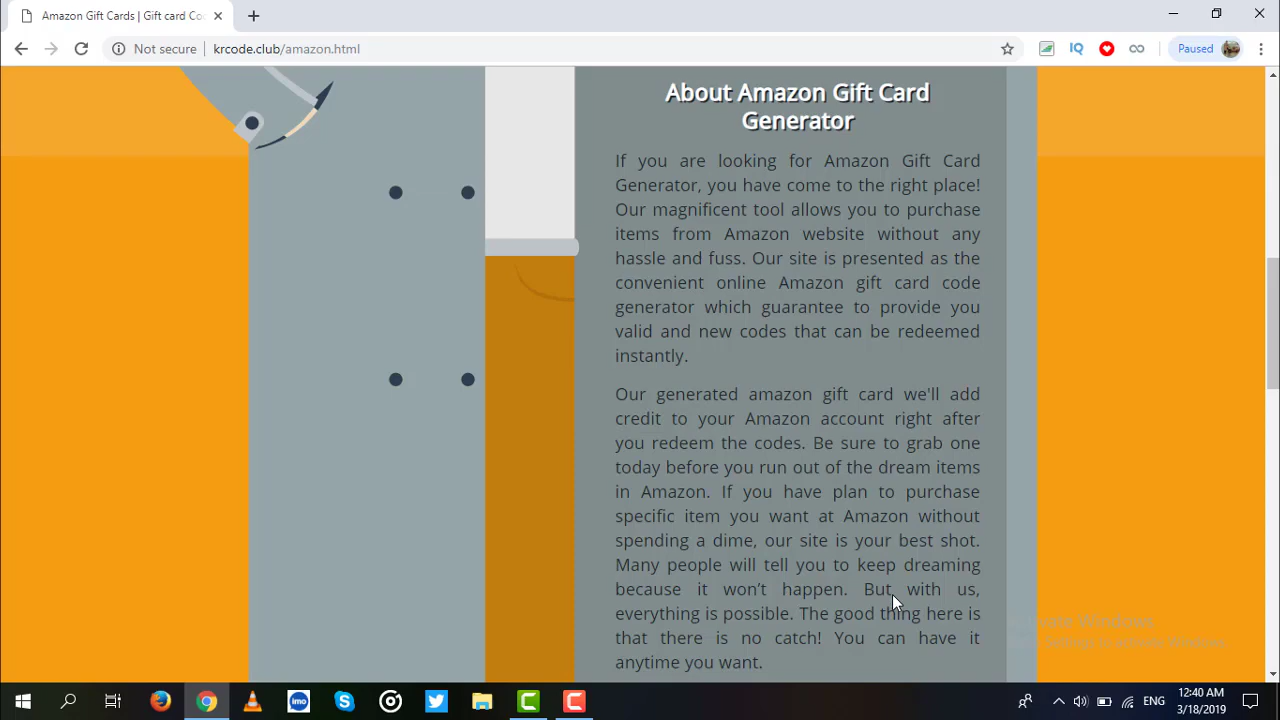 Amazon Gift Cards | Gift card Co
Not secure
krcode.club/amazon.html
IQ
Paused
About Amazon Gift Card
Generator
If you are looking for Amazon Gift Card
Generator, you have come to the right place!
Our magnificent tool allows you to purchase
items from Amazon website without any
hassle and fuss. Our site is presented as the
convenient online Amazon gift card code
generator which guarantee to provide you
valid and new codes that can be redeemed
instantly.
Our generated amazon gift card we'll add
credit to your Amazon account right after
you redeem the codes. Be sure to grab one
today before you run out of the dream items
in Amazon. If you have plan to purchase
specific item you want at Amazon without
spending a dime, our site is your best shot.
Many people will tell you to keep dreaming
because it won't happen. But with us,
everything is possible. The good thing here is
that there is no catch! You can have it
anytime you want.
Activate Windows
Settings to activate Windows.
imo
ENG
12:40 AM
3/18/2019